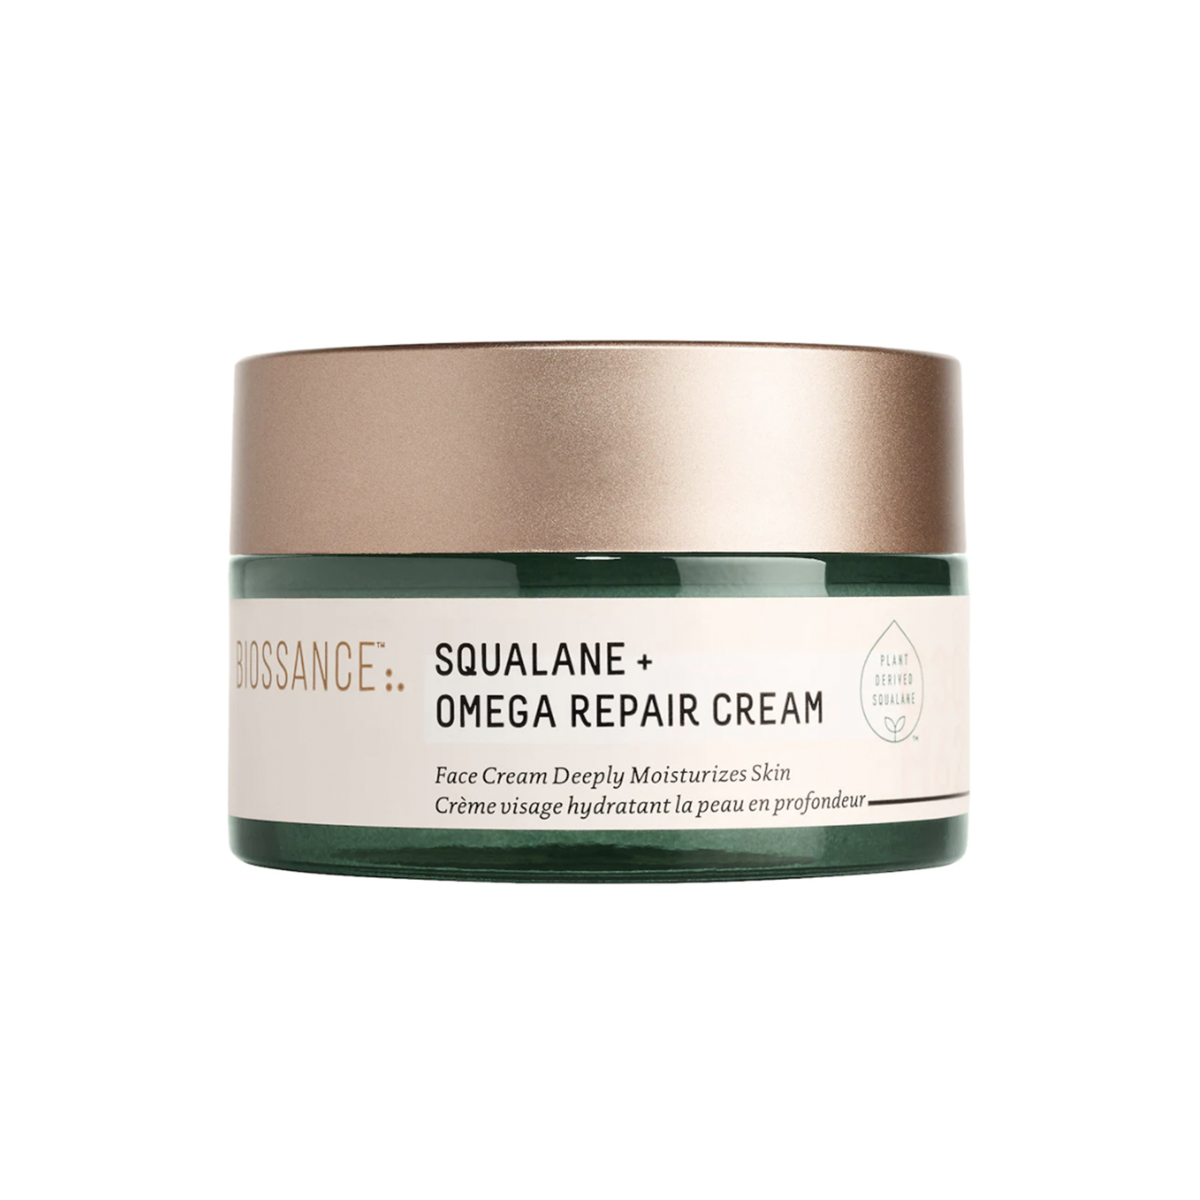 BIOSSANCE™
SQUALANE +
OMEGA REPAIR CREAM
Face Cream Deeply Moisturizes Skin
Crème visage hydratant la peau en profondeur
PLANT
DERIVED
SQUALANE
™